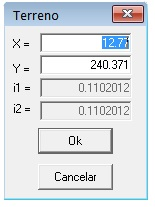 Terreno
X = 12.77
Y = 240.371
i1 = 0.1102012
i2 = 0.1102012
Ok
Cancelar